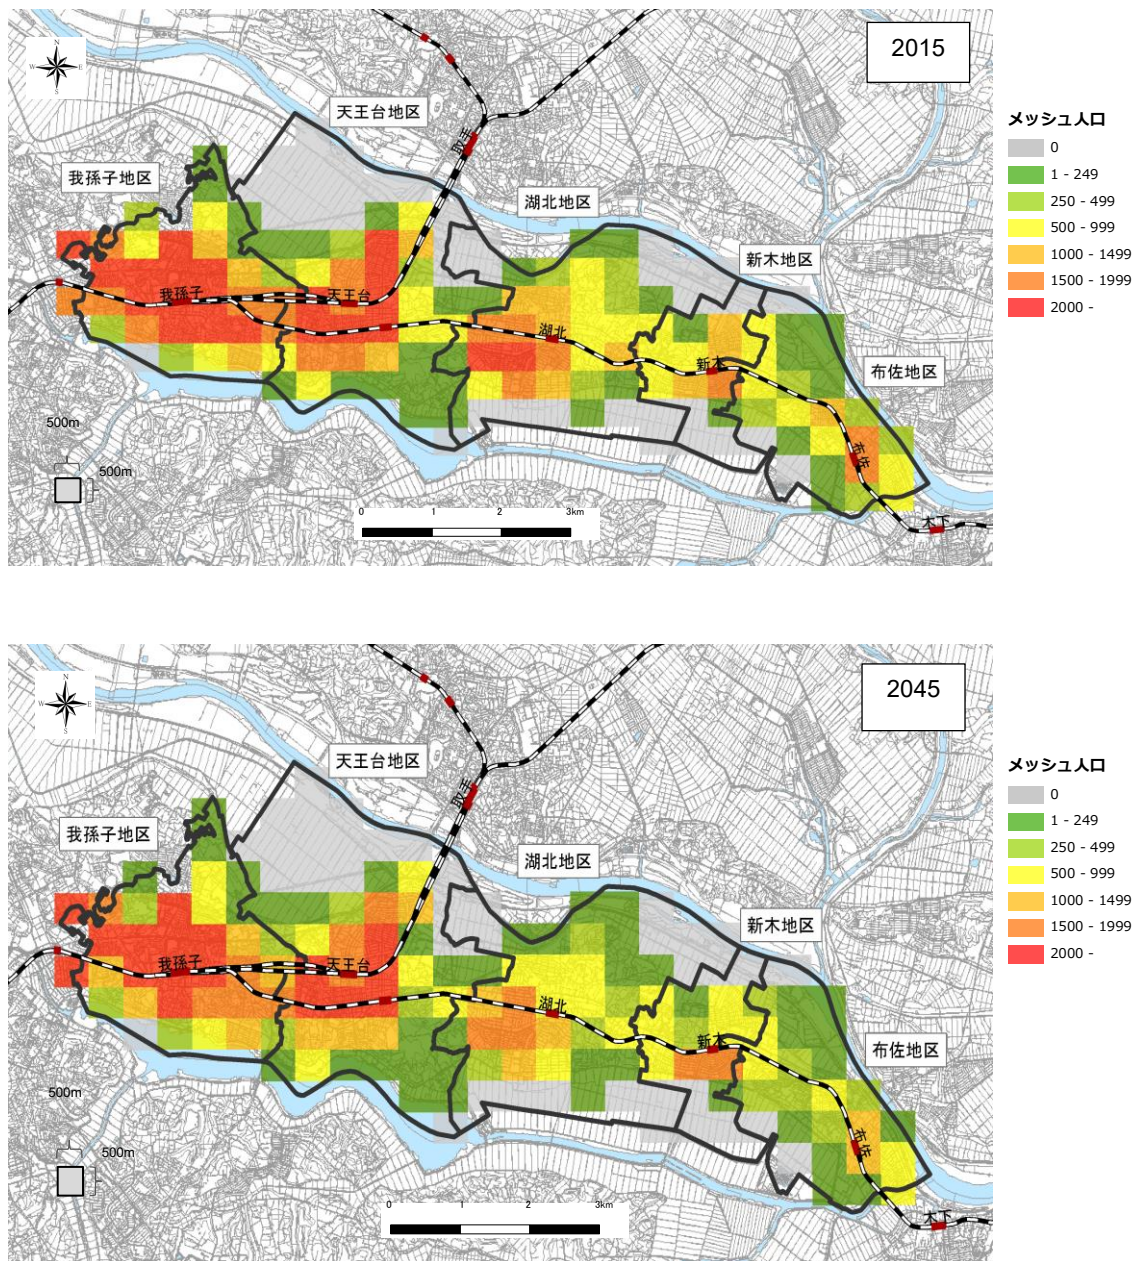 2015
N
W
E
S
天王台地区
取手
我孫子地区
湖北地区
新木地区
我孫子
天王台
湖北
新木
布佐地区
布佐
500m
500m
0 1 2 3km
木下
メッシュ人口
0
1 - 249
250 - 499
500 - 999
1000 - 1499
1500 - 1999
2000 -
2045
N
W
E
S
天王台地区
取手
我孫子地区
湖北地区
新木地区
我孫子
天王台
湖北
新木
布佐地区
布佐
500m
500m
0 1 2 3km
木下
メッシュ人口
0
1 - 249
250 - 499
500 - 999
1000 - 1499
1500 - 1999
2000 -